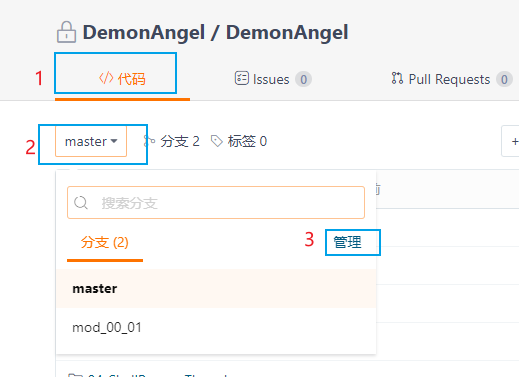 DemonAngel / DemonAngel
1 代码 Issues 0 Pull Requests 0
2 master 分支 2 标签 0 +
前
搜索分支
分支 (2) 3 管理
master
mod_00_01